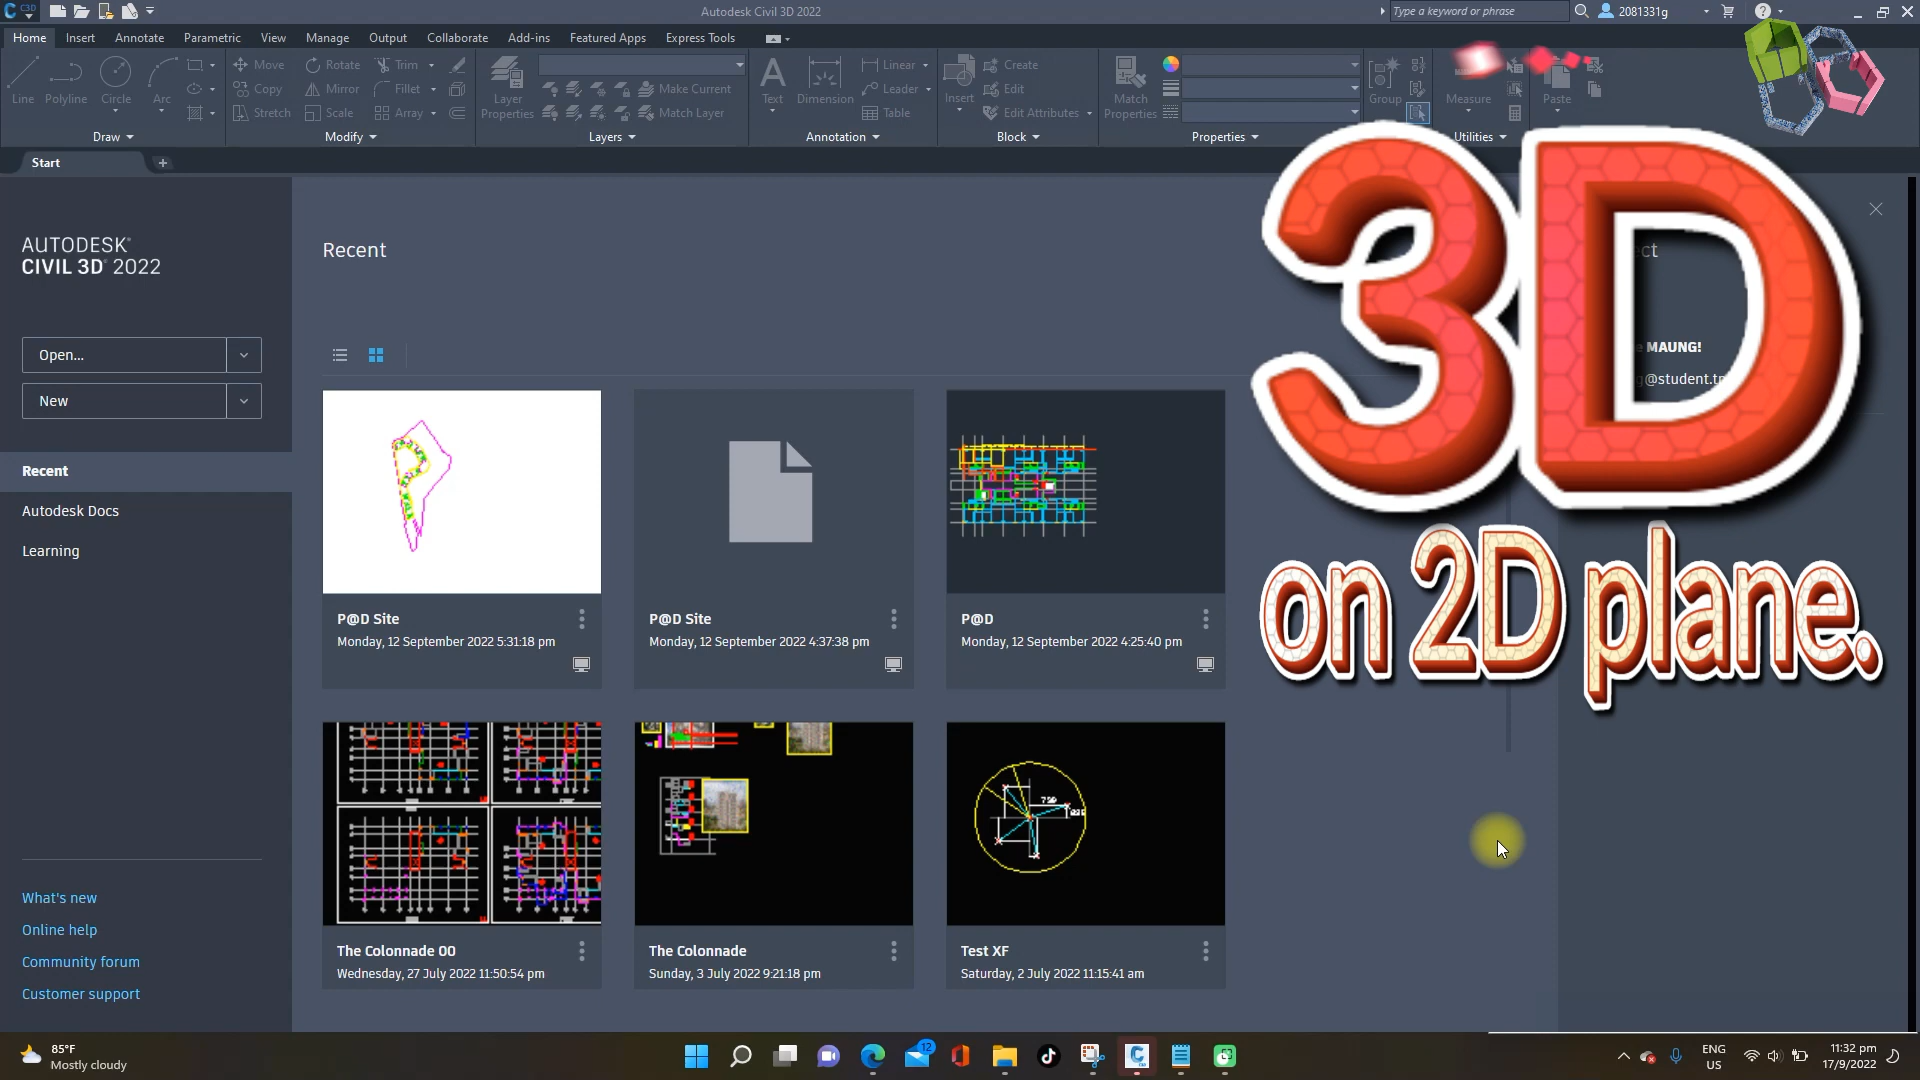 C3D
Autodesk Civil 3D 2022
Type a keyword or phrase
2081331g
Home Insert Annotate Parametric View Manage Output Collaborate Add-ins Featured Apps Express Tools
Line Polyline Circle Arc
Move Rotate Trim
Copy Mirror Fillet
Stretch Scale Array
Layer Properties
Make Current
Match Layer
Text Dimension
Linear
Leader
Table
Insert
Create
Edit
Edit Attributes
Match Properties
Group
Measure
Paste
Draw Modify Layers Annotation Block Properties Utilities
Start
AUTODESK
CIVIL 3D 2022
Open...
New
Recent
Autodesk Docs
Learning
What's new
Online help
Community forum
Customer support
Recent
P@D Site
Monday, 12 September 2022 5:31:18 pm
P@D Site
Monday, 12 September 2022 4:37:38 pm
P@D
Monday, 12 September 2022 4:25:40 pm
The Colonnade 00
Wednesday, 27 July 2022 11:50:54 pm
The Colonnade
Sunday, 3 July 2022 9:21:18 pm
Test XF
Saturday, 2 July 2022 11:15:41 am
MAUNG!
3D
on 2D plane.
85°F
Mostly cloudy
12
ENG
US
11:32 pm
17/9/2022